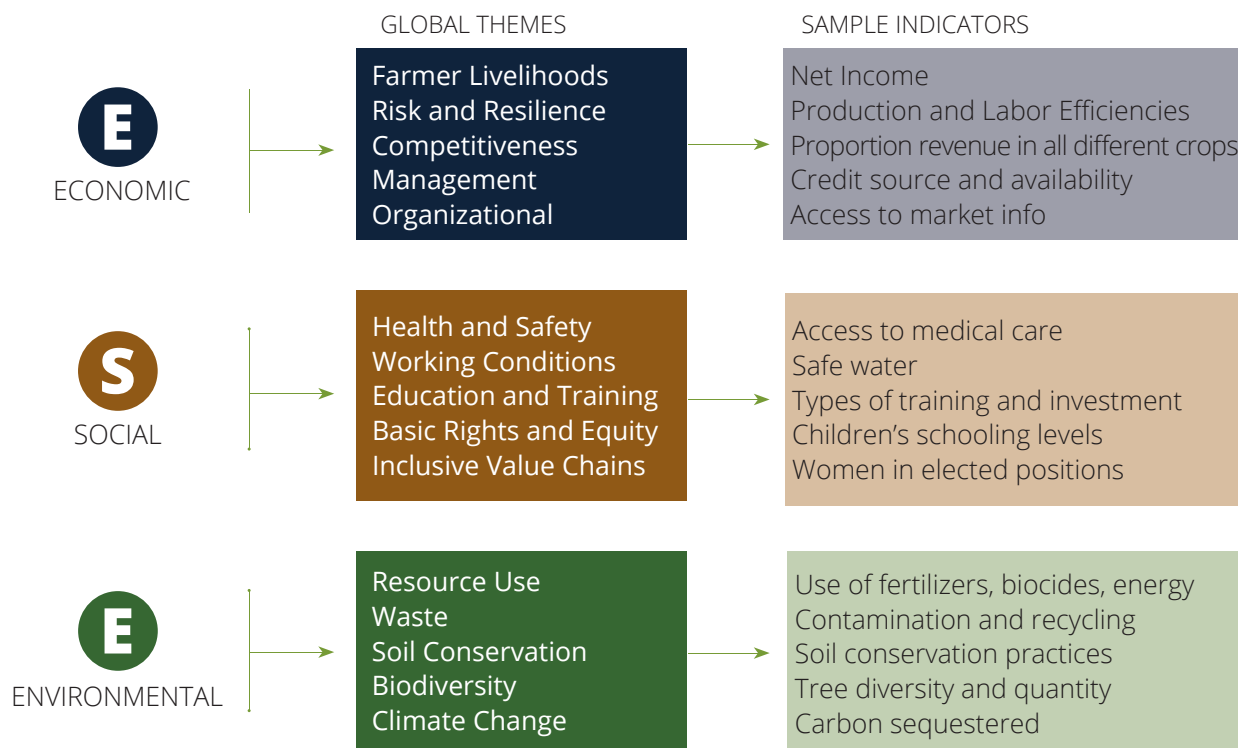 GLOBAL THEMES
SAMPLE INDICATORS
E
ECONOMIC
Farmer Livelihoods
Risk and Resilience
Competitiveness
Management
Organizational
Net Income
Production and Labor Efficiencies
Proportion revenue in all different crops
Credit source and availability
Access to market info
S
SOCIAL
Health and Safety
Working Conditions
Education and Training
Basic Rights and Equity
Inclusive Value Chains
Access to medical care
Safe water
Types of training and investment
Children’s schooling levels
Women in elected positions
E
ENVIRONMENTAL
Resource Use
Waste
Soil Conservation
Biodiversity
Climate Change
Use of fertilizers, biocides, energy
Contamination and recycling
Soil conservation practices
Tree diversity and quantity
Carbon sequestered